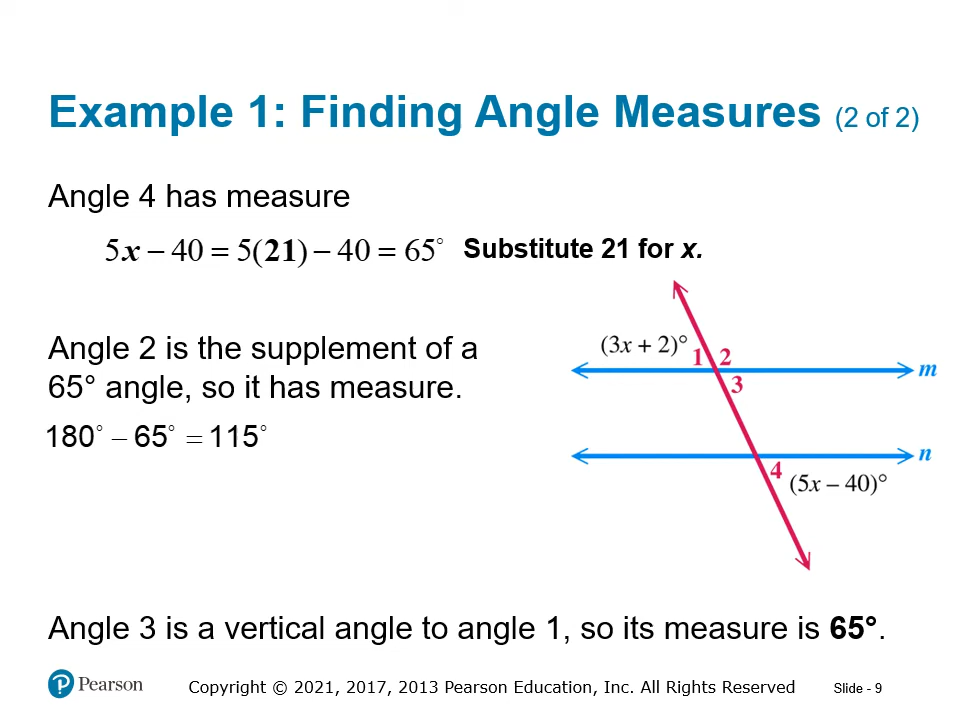 Example 1: Finding Angle Measures (2 of 2)
Angle 4 has measure
5x − 40 = 5(21) − 40 = 65° Substitute 21 for x.
Angle 2 is the supplement of a
65° angle, so it has measure.
180° − 65° = 115°
(3x + 2)°
1 2
m
3
n
4
(5x – 40)°
Angle 3 is a vertical angle to angle 1, so its measure is 65°.
P Pearson
Copyright © 2021, 2017, 2013 Pearson Education, Inc. All Rights Reserved
Slide - 9